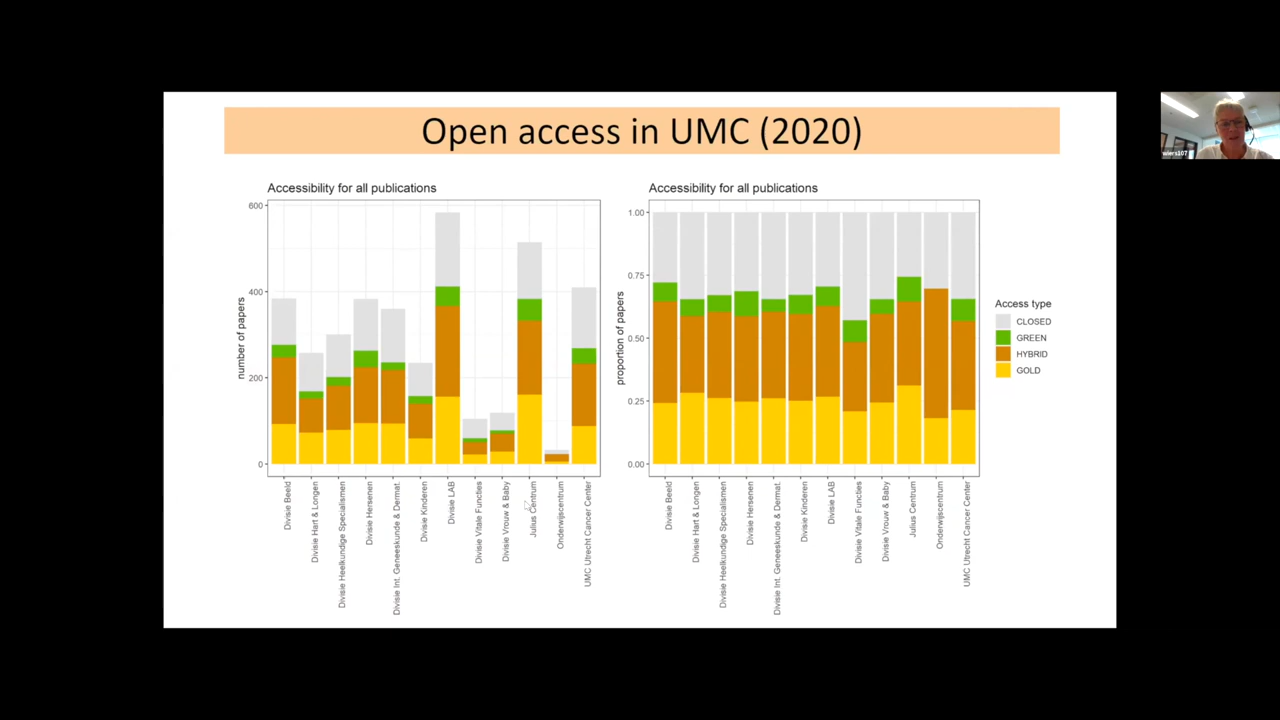 Open access in UMC (2020)
wiers107
Accessibility for all publications
number of papers
600
400
200
0
Divisie Beeld
Divisie Hart & Longen
Divisie Heelkundige Specialismen
Divisie Hersenen
Divisie Int. Geneeskunde & Dermat.
Divisie Kinderen
Divisie LAB
Divisie Vitale Functies
Divisie Vrouw & Baby
Julius Centrum
Onderwijscentrum
UMC Utrecht Cancer Center
Accessibility for all publications
proportion of papers
1.00
0.75
0.50
0.25
0.00
Divisie Beeld
Divisie Hart & Longen
Divisie Heelkundige Specialismen
Divisie Hersenen
Divisie Int. Geneeskunde & Dermat.
Divisie Kinderen
Divisie LAB
Divisie Vitale Functies
Divisie Vrouw & Baby
Julius Centrum
Onderwijscentrum
UMC Utrecht Cancer Center
Access type
CLOSED
GREEN
HYBRID
GOLD